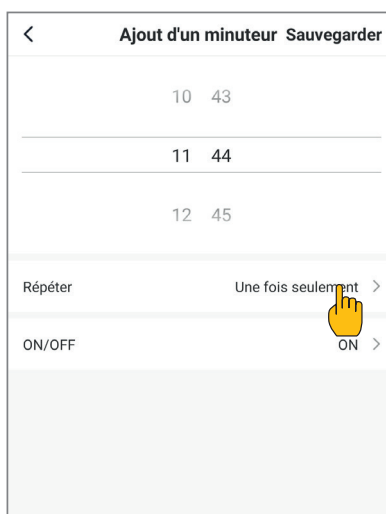 Ajout d'un minuteur Sauvegarder
10 43
11 44
12 45
Répéter Une fois seulement
ON/OFF ON